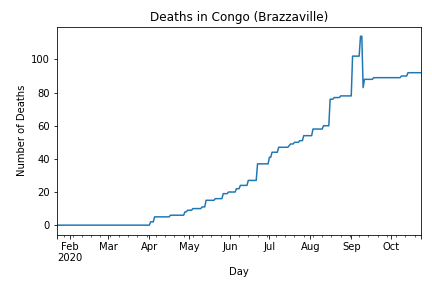 Deaths in Congo (Brazzaville)
Number of Deaths
100
80
60
40
20
0
Feb Mar Apr May Jun Jul Aug Sep Oct
2020
Day